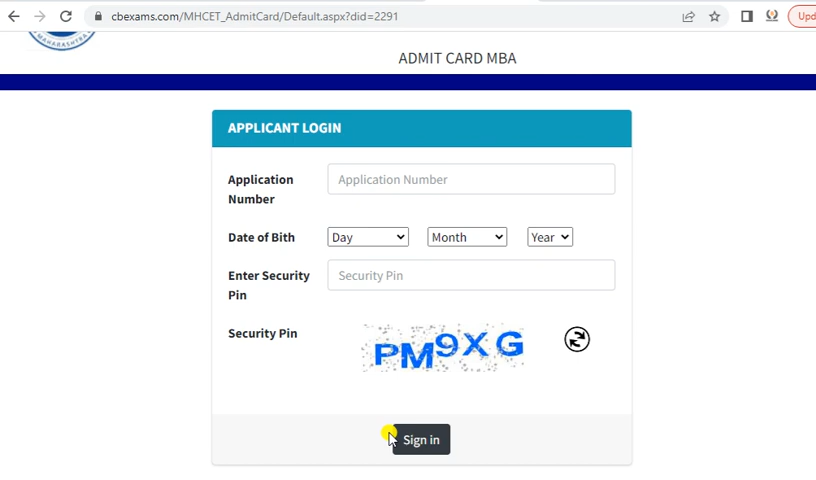 cbexams.com/MHCET_AdmitCard/Default.aspx?did=2291
MAHARASHTRA
ADMIT CARD MBA
APPLICANT LOGIN
Application Number
Application
Number
Date of Bith
Day
Month
Year
Enter Security
Pin
Security Pin
Security Pin
PM9XG
Sign in